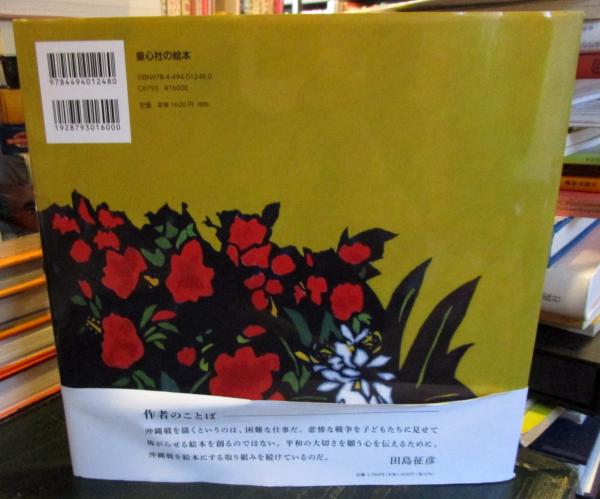 童心社の絵本
ISBN978-4-494-01248-0
C8793 ¥1600E
定価 本体 1600 円 (税別)
9784494012480
1928793016000
作者のことば
沖縄戦を描くというのは、困難な仕事だ。悲惨な戦争を子どもたちに見せて
怖がらせる絵本を創るのではない。平和の大切さを願う心を伝えるために、
沖縄戦を絵本にする取り組みを続けているのだ。
田島征彦